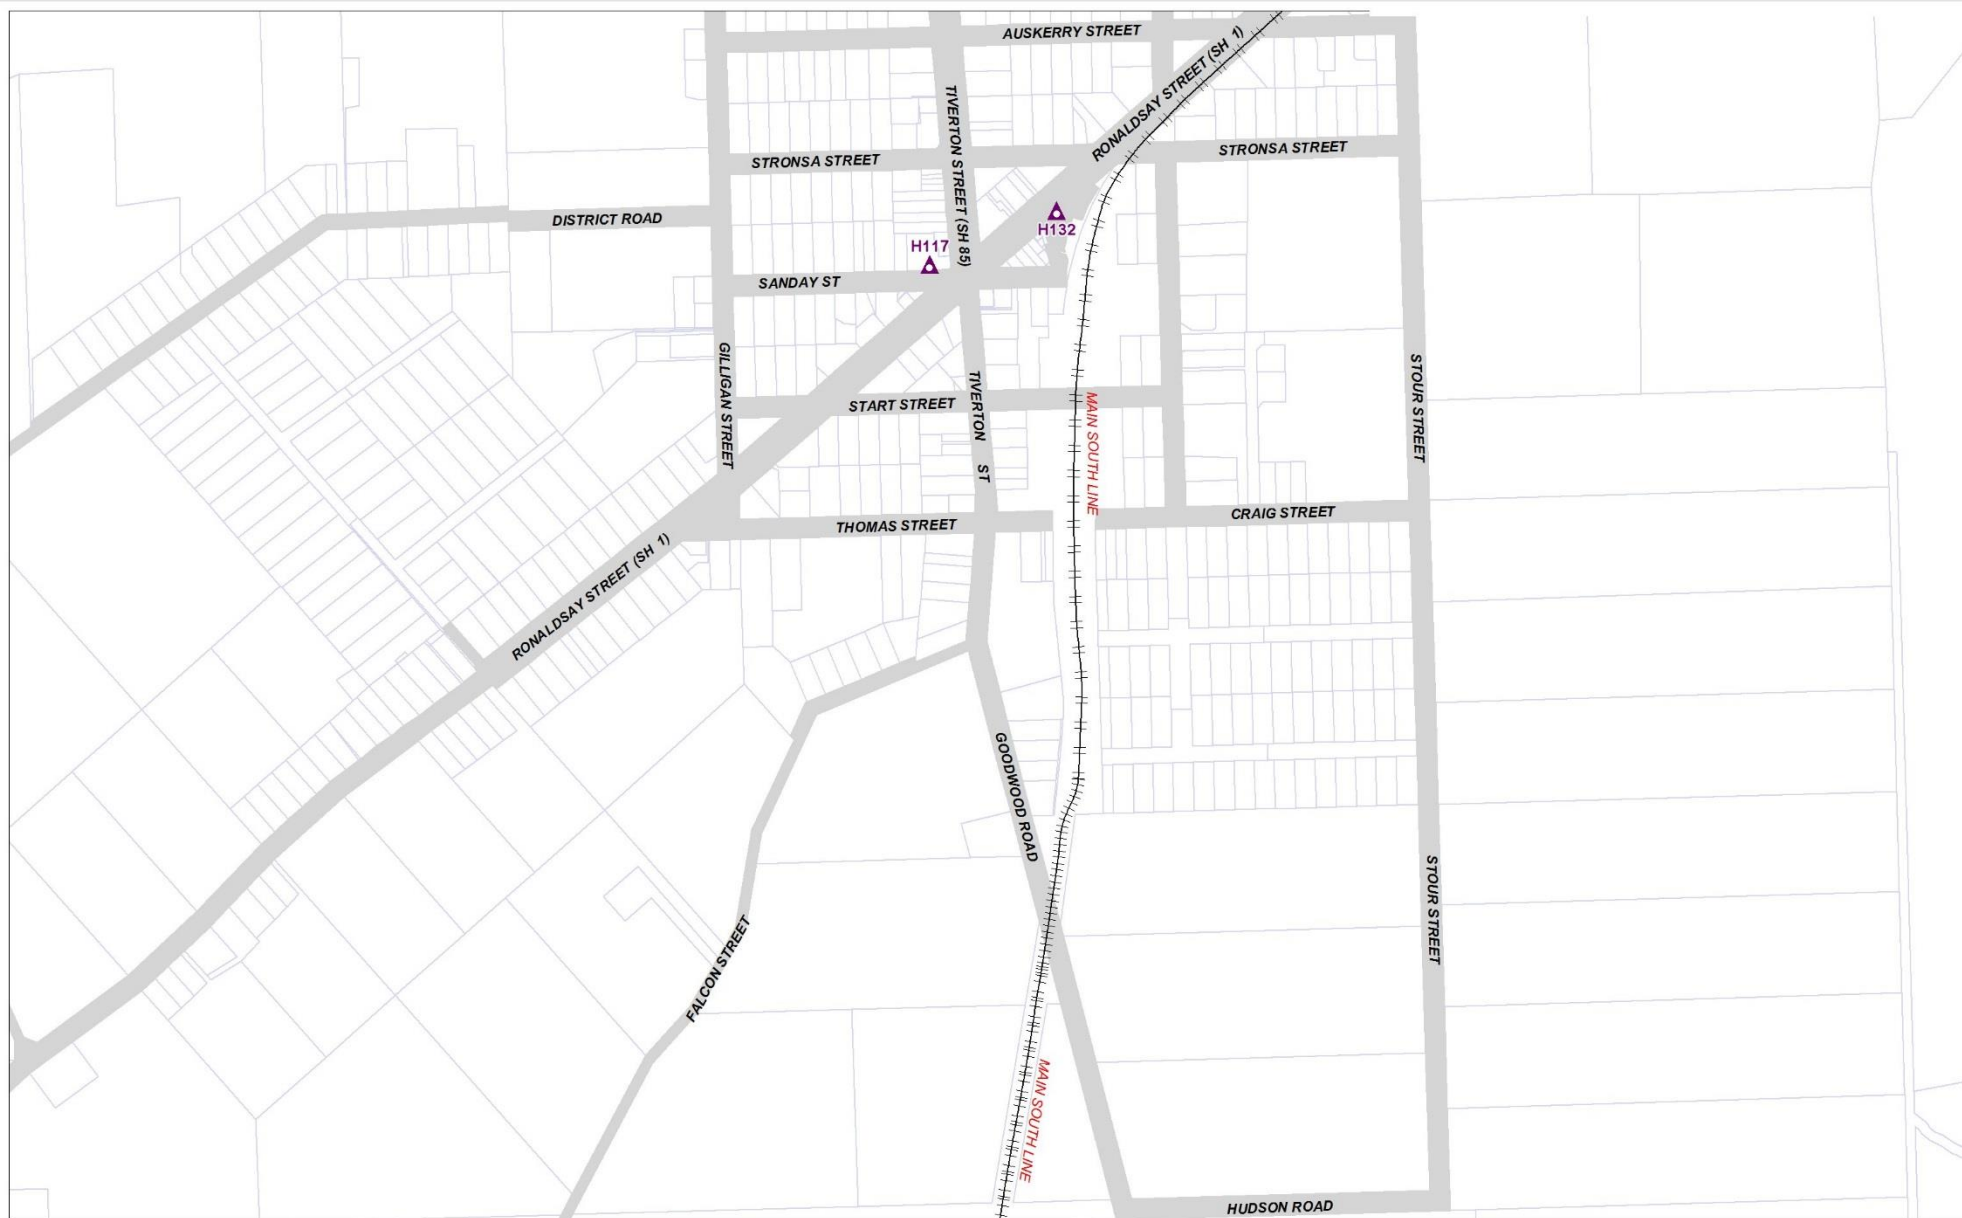 AUSKERRY STREET
RONALDSAY STREET (SH 1)
TIVERTON STREET (SH 85)
STRONSA STREET
STRONSA STREET
DISTRICT ROAD
H132
H117
SANDAY ST
GILLIGAN STREET
STOUR STREET
START STREET
TIVERTON ST
MAIN SOUTH LINE
CRAIG STREET
THOMAS STREET
RONALDSAY STREET (SH 1)
GOODWOOD ROAD
STOUR STREET
FALCON STREET
MAIN SOUTH LINE
HUDSON ROAD